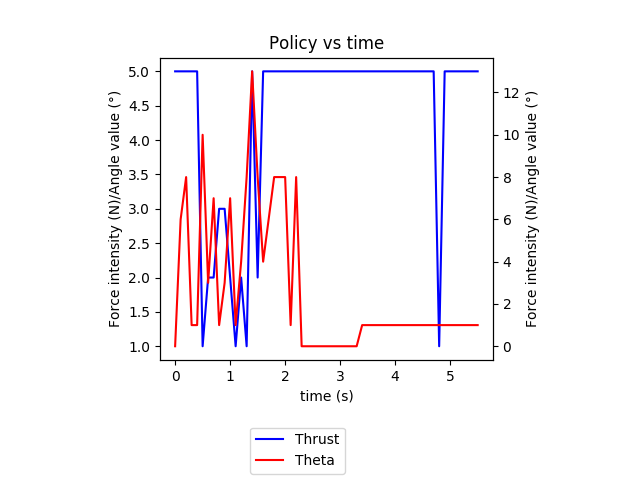 Policy vs time
Force intensity (N)/Angle value (°)
5.0
4.5
4.0
3.5
3.0
2.5
2.0
1.5
1.0
12
10
8
6
4
2
0
Force intensity (N)/Angle value (°)
0 1 2 3 4 5
time (s)
Thrust
Theta